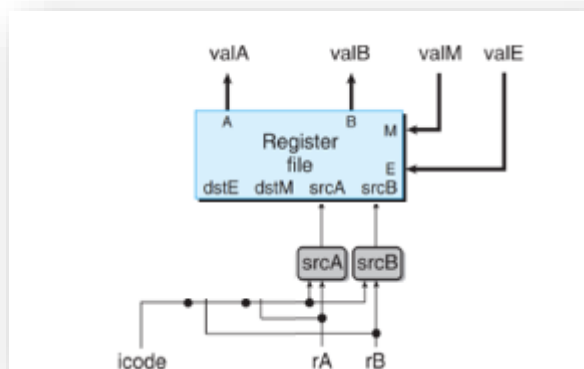 valA valB valM valE
A B M
Register
file
E
dstE dstM srcA srcB
srcA srcB
icode rA rB